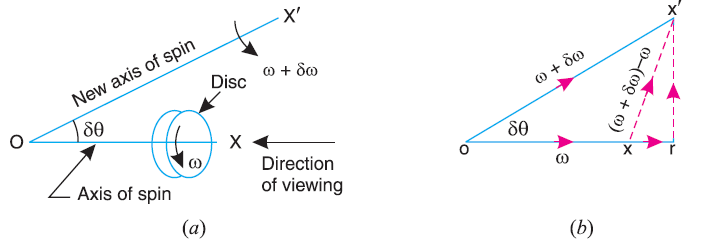 X′
New axis of spin
ω + δω
Disc
O
δθ
ω
X
Axis of spin
Direction
of viewing
(a)
x′
ω + δω
(ω + δω)–ω
δθ
o
ω
x
r
(b)